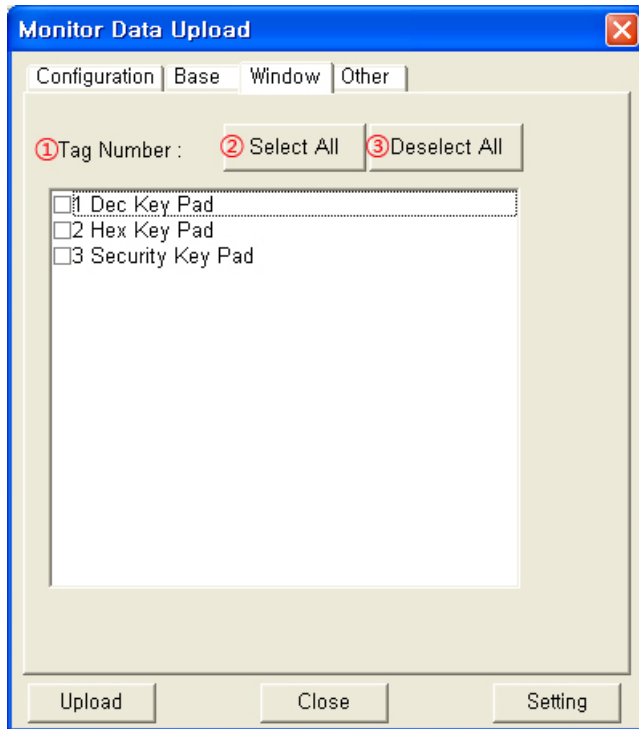 Monitor Data Upload
Configuration Base Window Other
①Tag Number : ② Select All ③Deselect All
1 Dec Key Pad
2 Hex Key Pad
3 Security Key Pad
Upload Close Setting